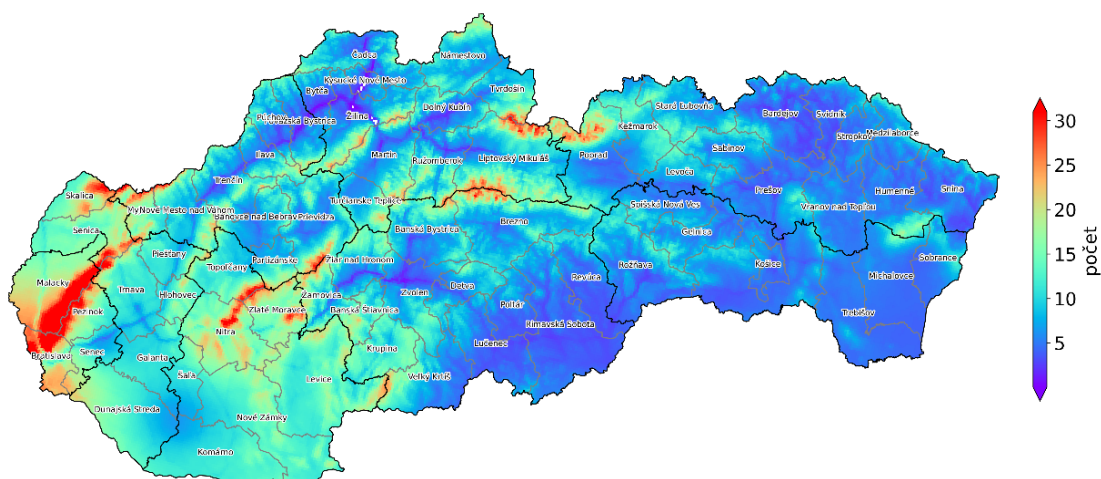 Čadca
Námestovo
Kysucké Nové Mesto
Bytča
Tvrdošín
Dolný Kubín
Stará Ľubovňa
Žilina
Púchov
Považská Bystrica
Kežmarok
Bardejov
Svidník
Stropkov
Medzilaborce
Sabinov
Ilava
Martin
Ružomberok
Liptovský Mikuláš
Poprad
Levoča
Trenčín
Prešov
Humenné
Snina
Skalica
Turčianske Teplice
Spišská Nová Ves
Vranov nad Topľou
Nové Mesto nad Váhom
Bánovce nad Bebravou
Prievidza
Senica
Banská Bystrica
Brezno
Gelnica
Piešťany
Topoľčany
Partizánske
Žiar nad Hronom
Rožňava
Košice
Sobrance
Michalovce
Malacky
Trnava
Hlohovec
Žarnovica
Zvolen
Detva
Revúca
Pezinok
Zlaté Moravce
Banská Štiavnica
Poltár
Trebišov
Nitra
Rimavská Sobota
Bratislava
Senec
Galanta
Krupina
Lučenec
Šaľa
Levice
Veľký Krtíš
Dunajská Streda
Nové Zámky
Komárno
30
25
20
15
10
5
počet